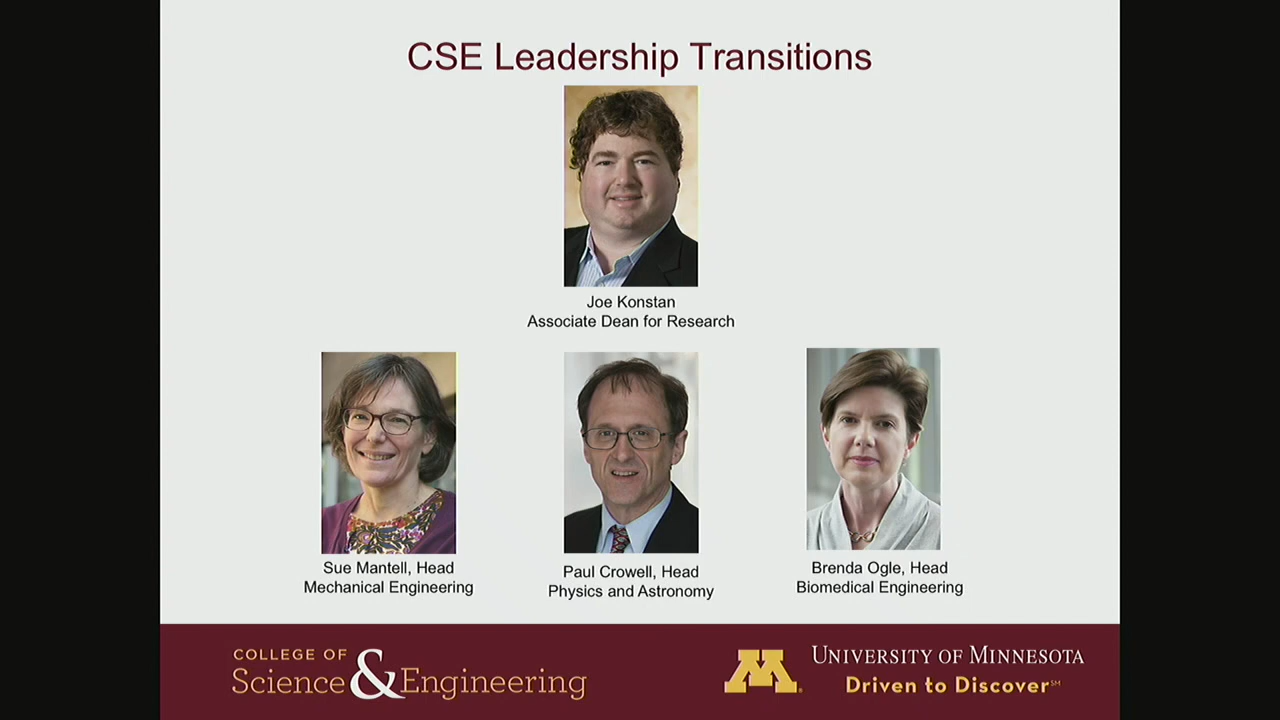 CSE Leadership Transitions
Joe Konstan
Associate Dean for Research
Sue Mantell, Head
Mechanical Engineering
Paul Crowell, Head
Physics and Astronomy
Brenda Ogle, Head
Biomedical Engineering
COLLEGE OF
Science & Engineering
M
UNIVERSITY OF MINNESOTA
Driven to Discover℠